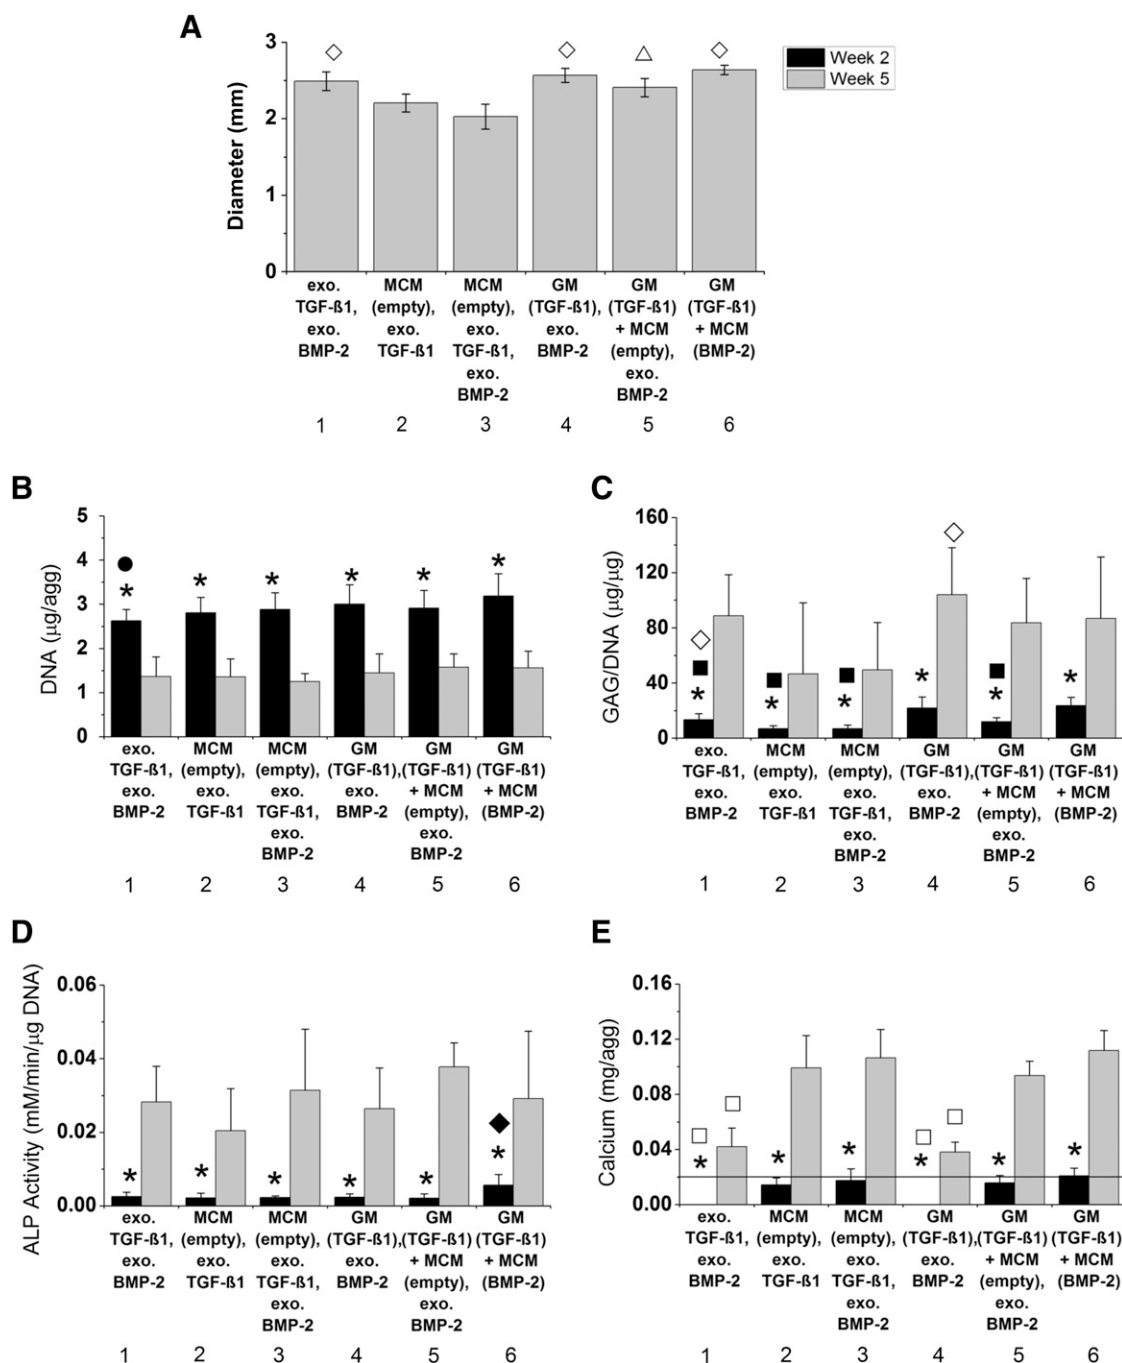 A
3
2
1
0
Diameter (mm)
Week 2
Week 5
exo. MCM MCM GM GM GM
TGF-ß1, (empty), (empty), (TGF-ß1), (TGF-ß1) (TGF-ß1)
exo. exo. exo. exo. + MCM + MCM
BMP-2 TGF-ß1 TGF-ß1, BMP-2 (empty), (BMP-2)
exo. exo.
BMP-2 BMP-2
1 2 3 4 5 6
B
5
4
3
2
1
0
DNA (µg/agg)
* * * * * *
exo. MCM MCM GM GM GM
TGF-ß1, (empty), (empty), (TGF-ß1), (TGF-ß1) (TGF-ß1)
exo. exo. exo. exo. + MCM + MCM
BMP-2 TGF-ß1 TGF-ß1, BMP-2 (empty), (BMP-2)
exo. exo.
BMP-2 BMP-2
1 2 3 4 5 6
C
160
120
80
40
0
GAG/DNA (µg/µg)
* * * * * *
exo. MCM MCM GM GM GM
TGF-ß1, (empty), (empty), (TGF-ß1), (TGF-ß1) (TGF-ß1)
exo. exo. exo. exo. + MCM + MCM
BMP-2 TGF-ß1 TGF-ß1, BMP-2 (empty), (BMP-2)
exo. exo.
BMP-2 BMP-2
1 2 3 4 5 6
D
0.06
0.04
0.02
0.00
ALP Activity (mM/min/µg DNA)
* * * * * *
exo. MCM MCM GM GM GM
TGF-ß1, (empty), (empty), (TGF-ß1), (TGF-ß1) (TGF-ß1)
exo. exo. exo. exo. + MCM + MCM
BMP-2 TGF-ß1 TGF-ß1, BMP-2 (empty), (BMP-2)
exo. exo.
BMP-2 BMP-2
1 2 3 4 5 6
E
0.16
0.12
0.08
0.04
0.00
Calcium (mg/agg)
* * * * * *
exo. MCM MCM GM GM GM
TGF-ß1, (empty), (empty), (TGF-ß1), (TGF-ß1) (TGF-ß1)
exo. exo. exo. exo. + MCM + MCM
BMP-2 TGF-ß1 TGF-ß1, BMP-2 (empty), (BMP-2)
exo. exo.
BMP-2 BMP-2
1 2 3 4 5 6